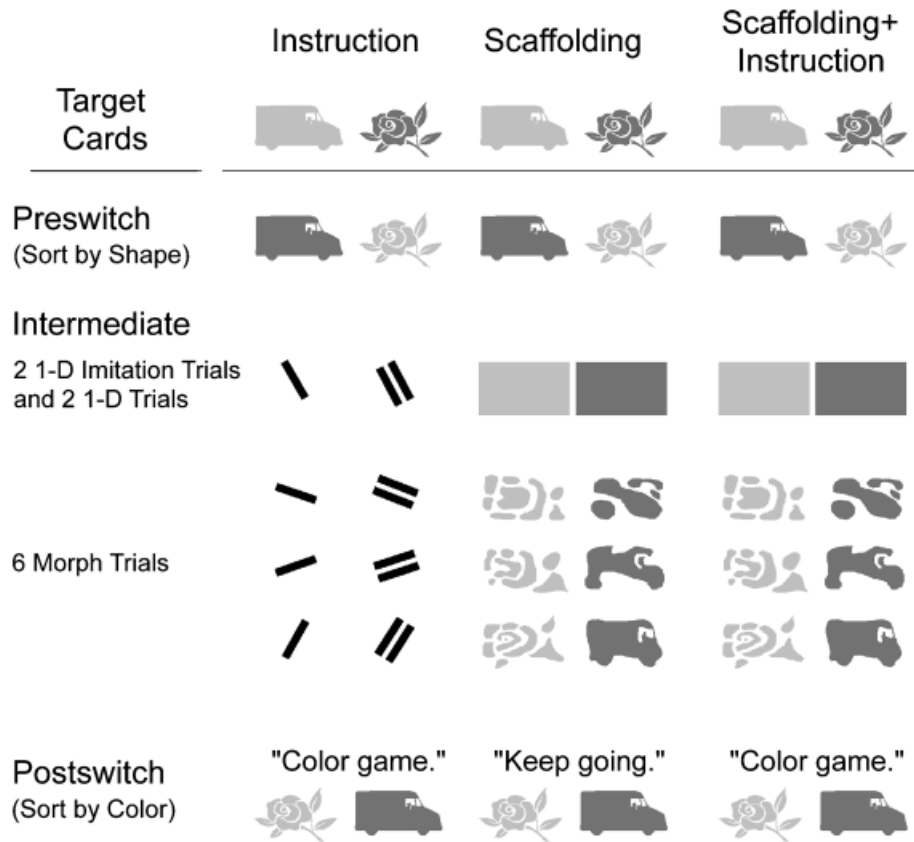 Instruction
Scaffolding
Scaffolding+
Instruction
Target
Cards
Preswitch
(Sort by Shape)
Intermediate
2 1-D Imitation Trials
and 2 1-D Trials
6 Morph Trials
Postswitch
(Sort by Color)
"Color game."
"Keep going."
"Color game."